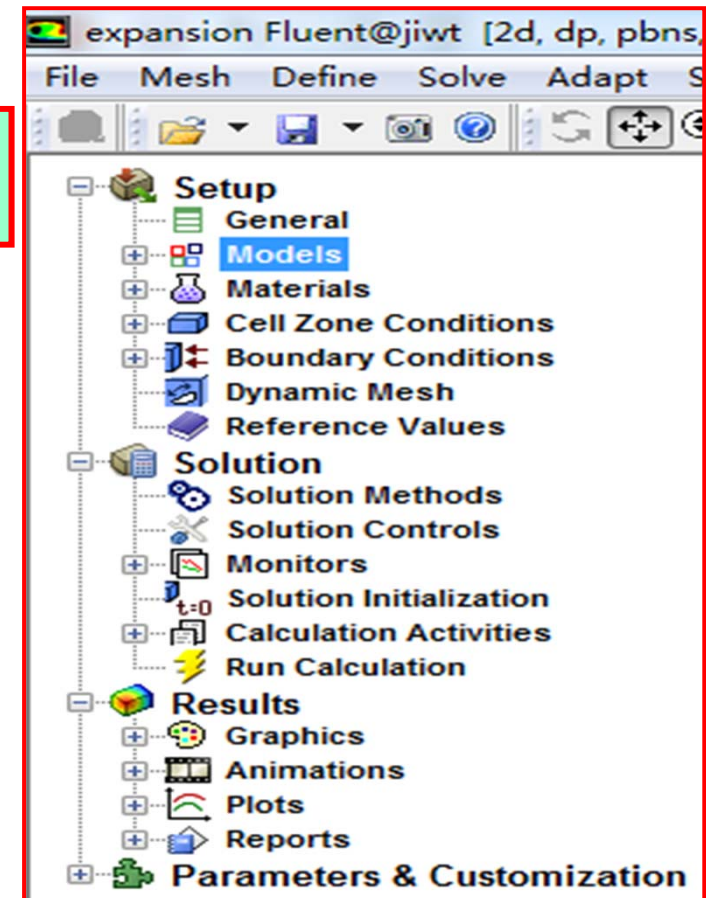 expansion Fluent@jiwt [2d, dp, pbns,
File Mesh Define Solve Adapt
Setup
General
Models
Materials
Cell Zone Conditions
Boundary Conditions
Dynamic Mesh
Reference Values
Solution
Solution Methods
Solution Controls
Monitors
t=0 Solution Initialization
Calculation Activities
Run Calculation
Results
Graphics
Animations
Plots
Reports
Parameters & Customization